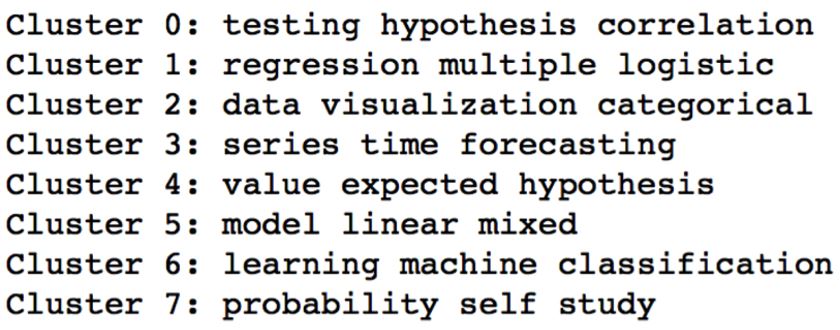 Cluster 0: testing hypothesis correlation
Cluster 1: regression multiple logistic
Cluster 2: data visualization categorical
Cluster 3: series time forecasting
Cluster 4: value expected hypothesis
Cluster 5: model linear mixed
Cluster 6: learning machine classification
Cluster 7: probability self study